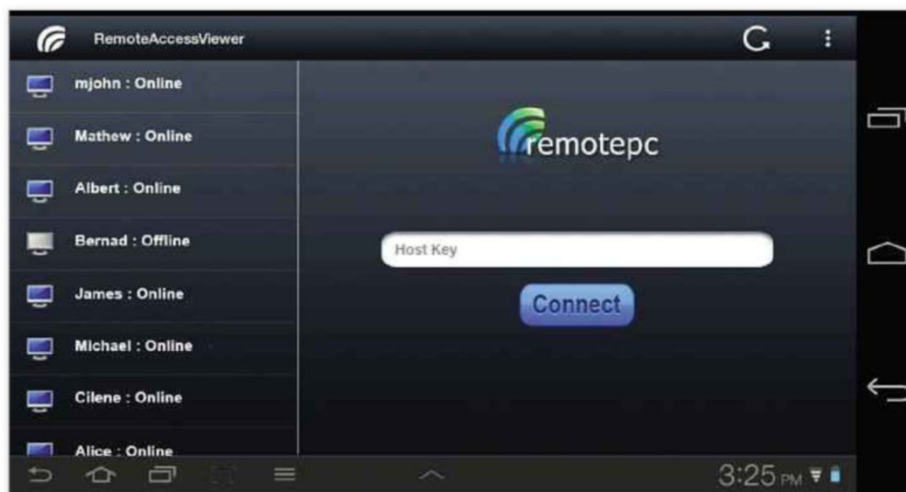 RemoteAccessViewer
mjohn : Online
Mathew : Online
Albert : Online
Bernad : Offline
James : Online
Michael : Online
Cilene : Online
Alice : Online
remotepc
Host Key
Connect
3:25 PM